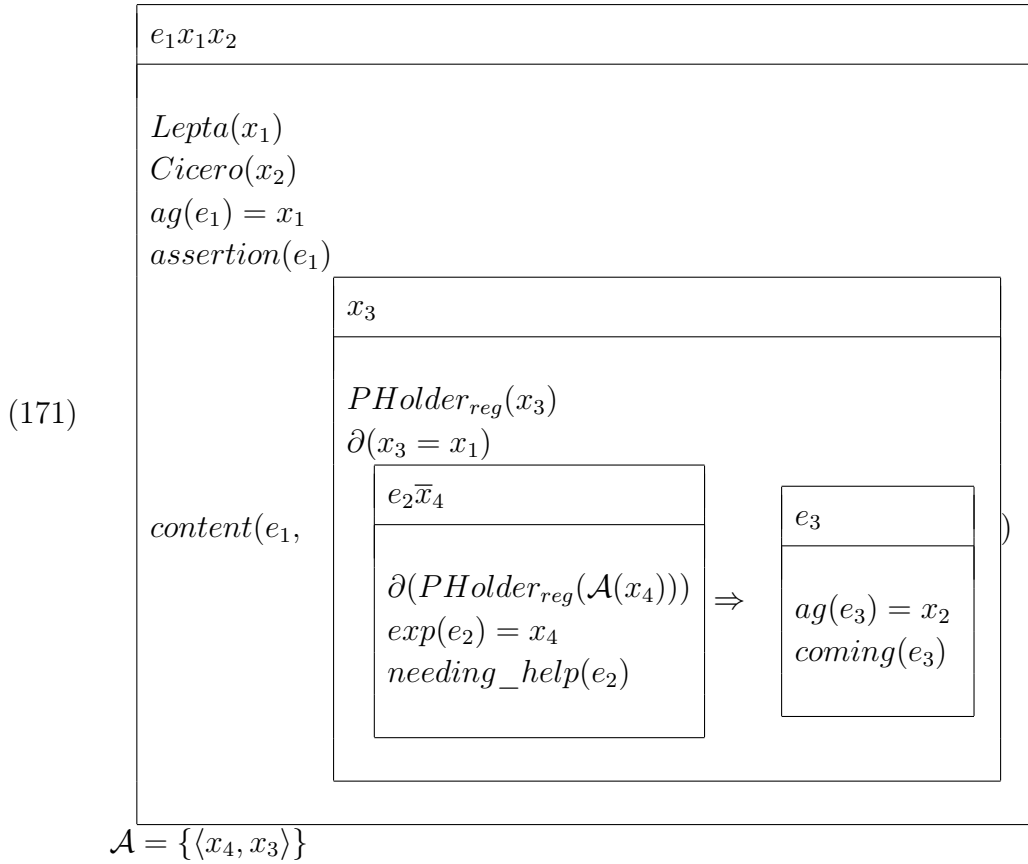 e₁x₁x₂
Lepta(x₁)
Cicero(x₂)
ag(e₁) = x₁
assertion(e₁)
x₃
PHolder_reg(x₃)
∂(x₃ = x₁)
(171) content(e₁, )
e₂x̅₄
∂(PHolder_reg(𝒜(x₄)))
exp(e₂) = x₄
needing_help(e₂)
⇒
e₃
ag(e₃) = x₂
coming(e₃)
𝒜 = {⟨x₄, x₃⟩}